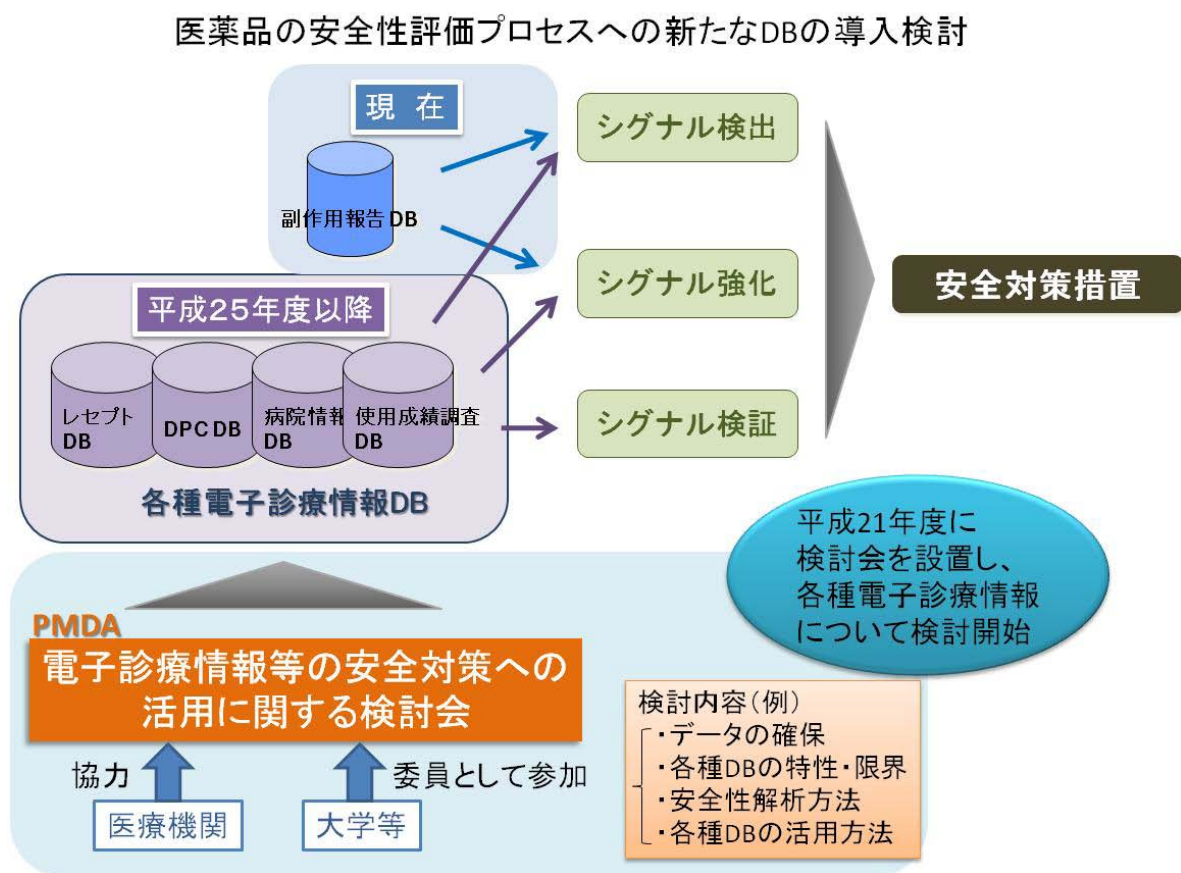 医薬品の安全性評価プロセスへの新たなDBの導入検討
現 在
副作用報告DB
シグナル検出
シグナル強化
シグナル検証
安全対策措置
平成25年度以降
レセプト
DB
DPC DB
病院情報
DB
使用成績調査
DB
各種電子診療情報DB
平成21年度に
検討会を設置し、
各種電子診療情報
について検討開始
PMDA
電子診療情報等の安全対策への
活用に関する検討会
協力
委員として参加
医療機関
大学等
検討内容(例)
・データの確保
・各種DBの特性・限界
・安全性解析方法
・各種DBの活用方法